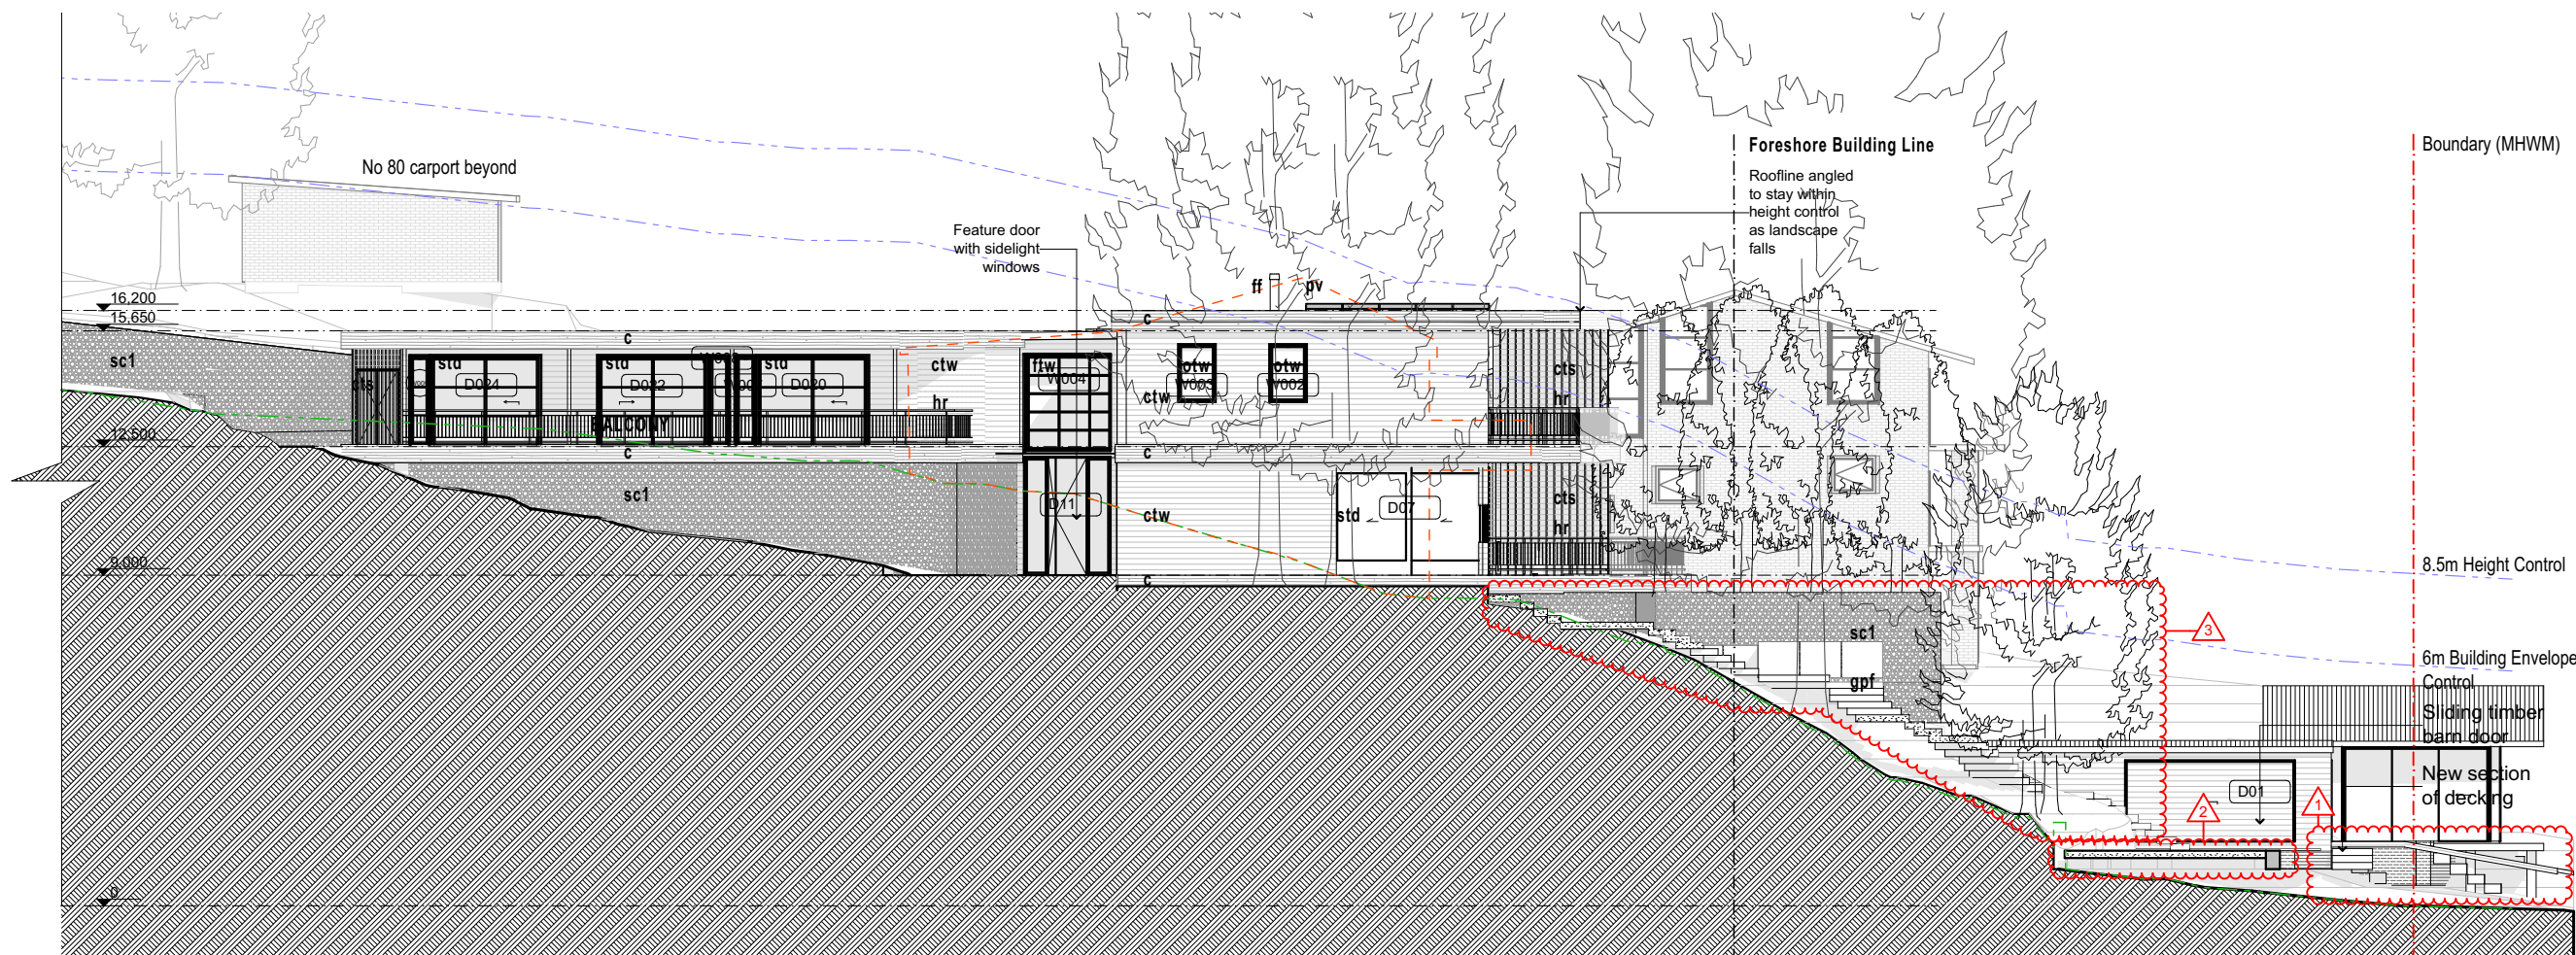 No 80 carport beyond
Foreshore Building Line
Roofline angled
to stay within
height control
as landscape
falls
Boundary (MHWM)
Feature door
with sidelight
windows
ff
pv
16,200
15,650
c
c
sc1
std
std
std
ctw
ftw
otw
otw
cts
cts
D024
D022
D020
W004
W003
W002
ctw
hr
hr
BALCONY
12,500
c
c
sc1
D11
ctw
std
D07
cts
hr
9,000
c
8.5m Height Control
3
sc1
gpf
6m Building Envelope
Control
Sliding timber
barn door
New section
of decking
D01
2
1
0